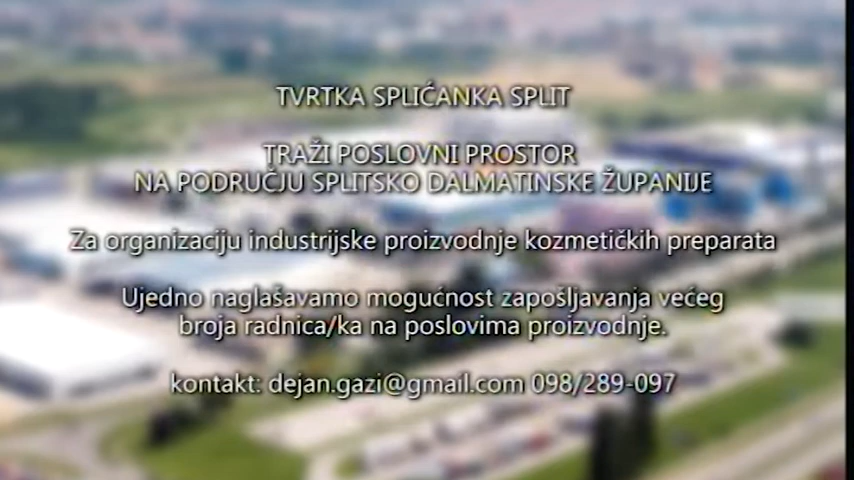 TVRTKA SPLIĆANKA SPLIT
TRAŽI POSLOVNI PROSTOR
NA PODRUČJU SPLITSKO DALMATINSKE ŽUPANIJE
Za organizaciju industrijske proizvodnje kozmetičkih preparata
Ujedno naglašavamo mogućnost zapošljavanja većeg
broja radnica/ka na poslovima proizvodnje.
kontakt: dejan.gazi@gmail.com 098/289-097